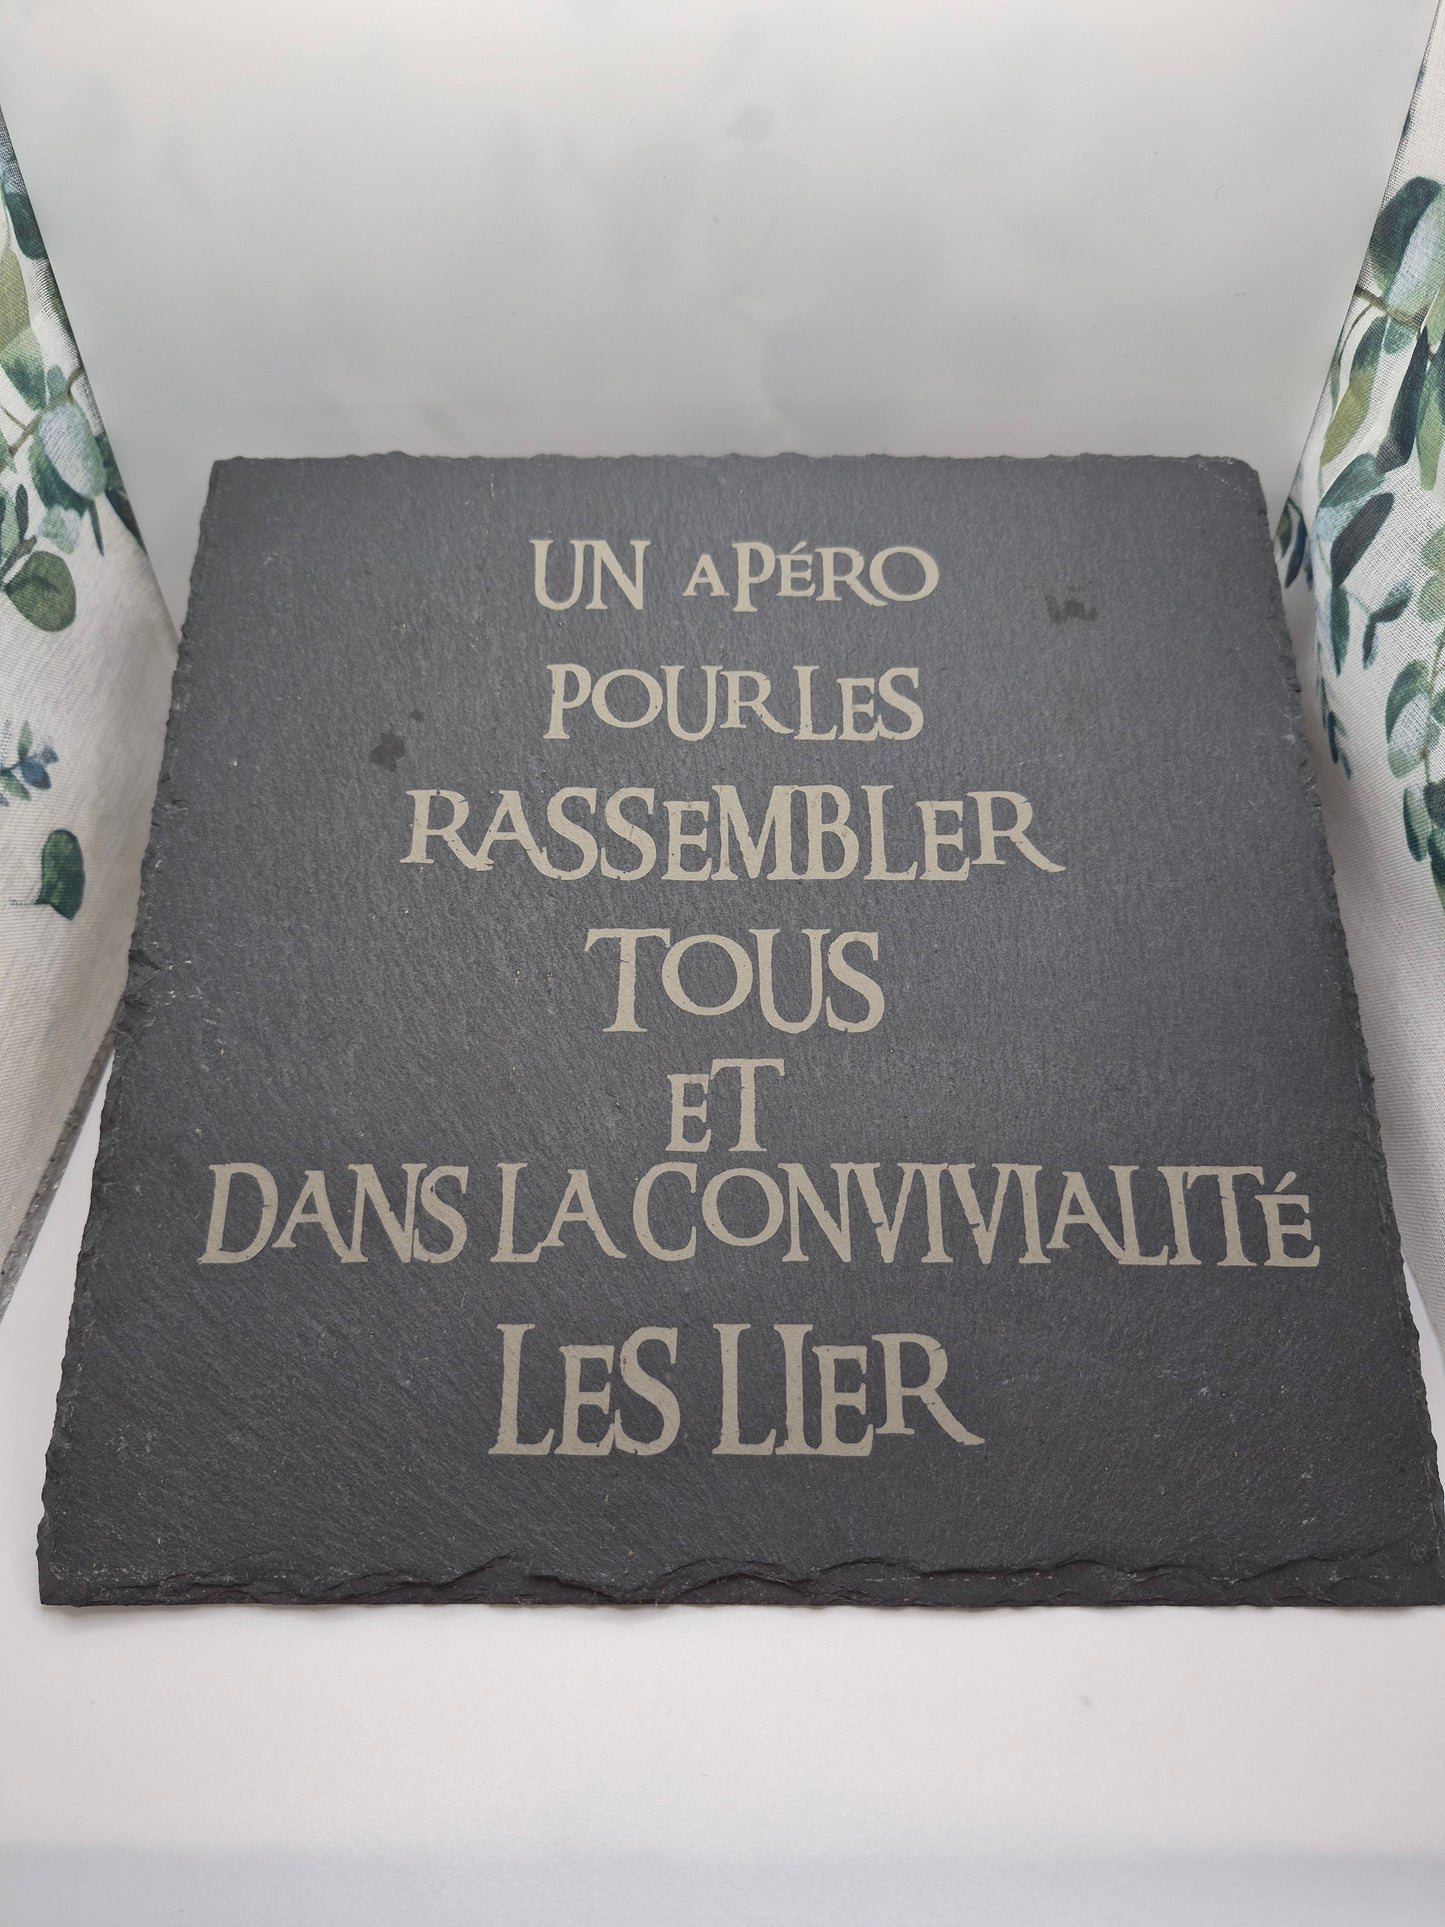 UN APÉRO
POUR LES
RASSEMBLER
TOUS
ET
DANS LA CONVIVIALITÉ
LES LIER